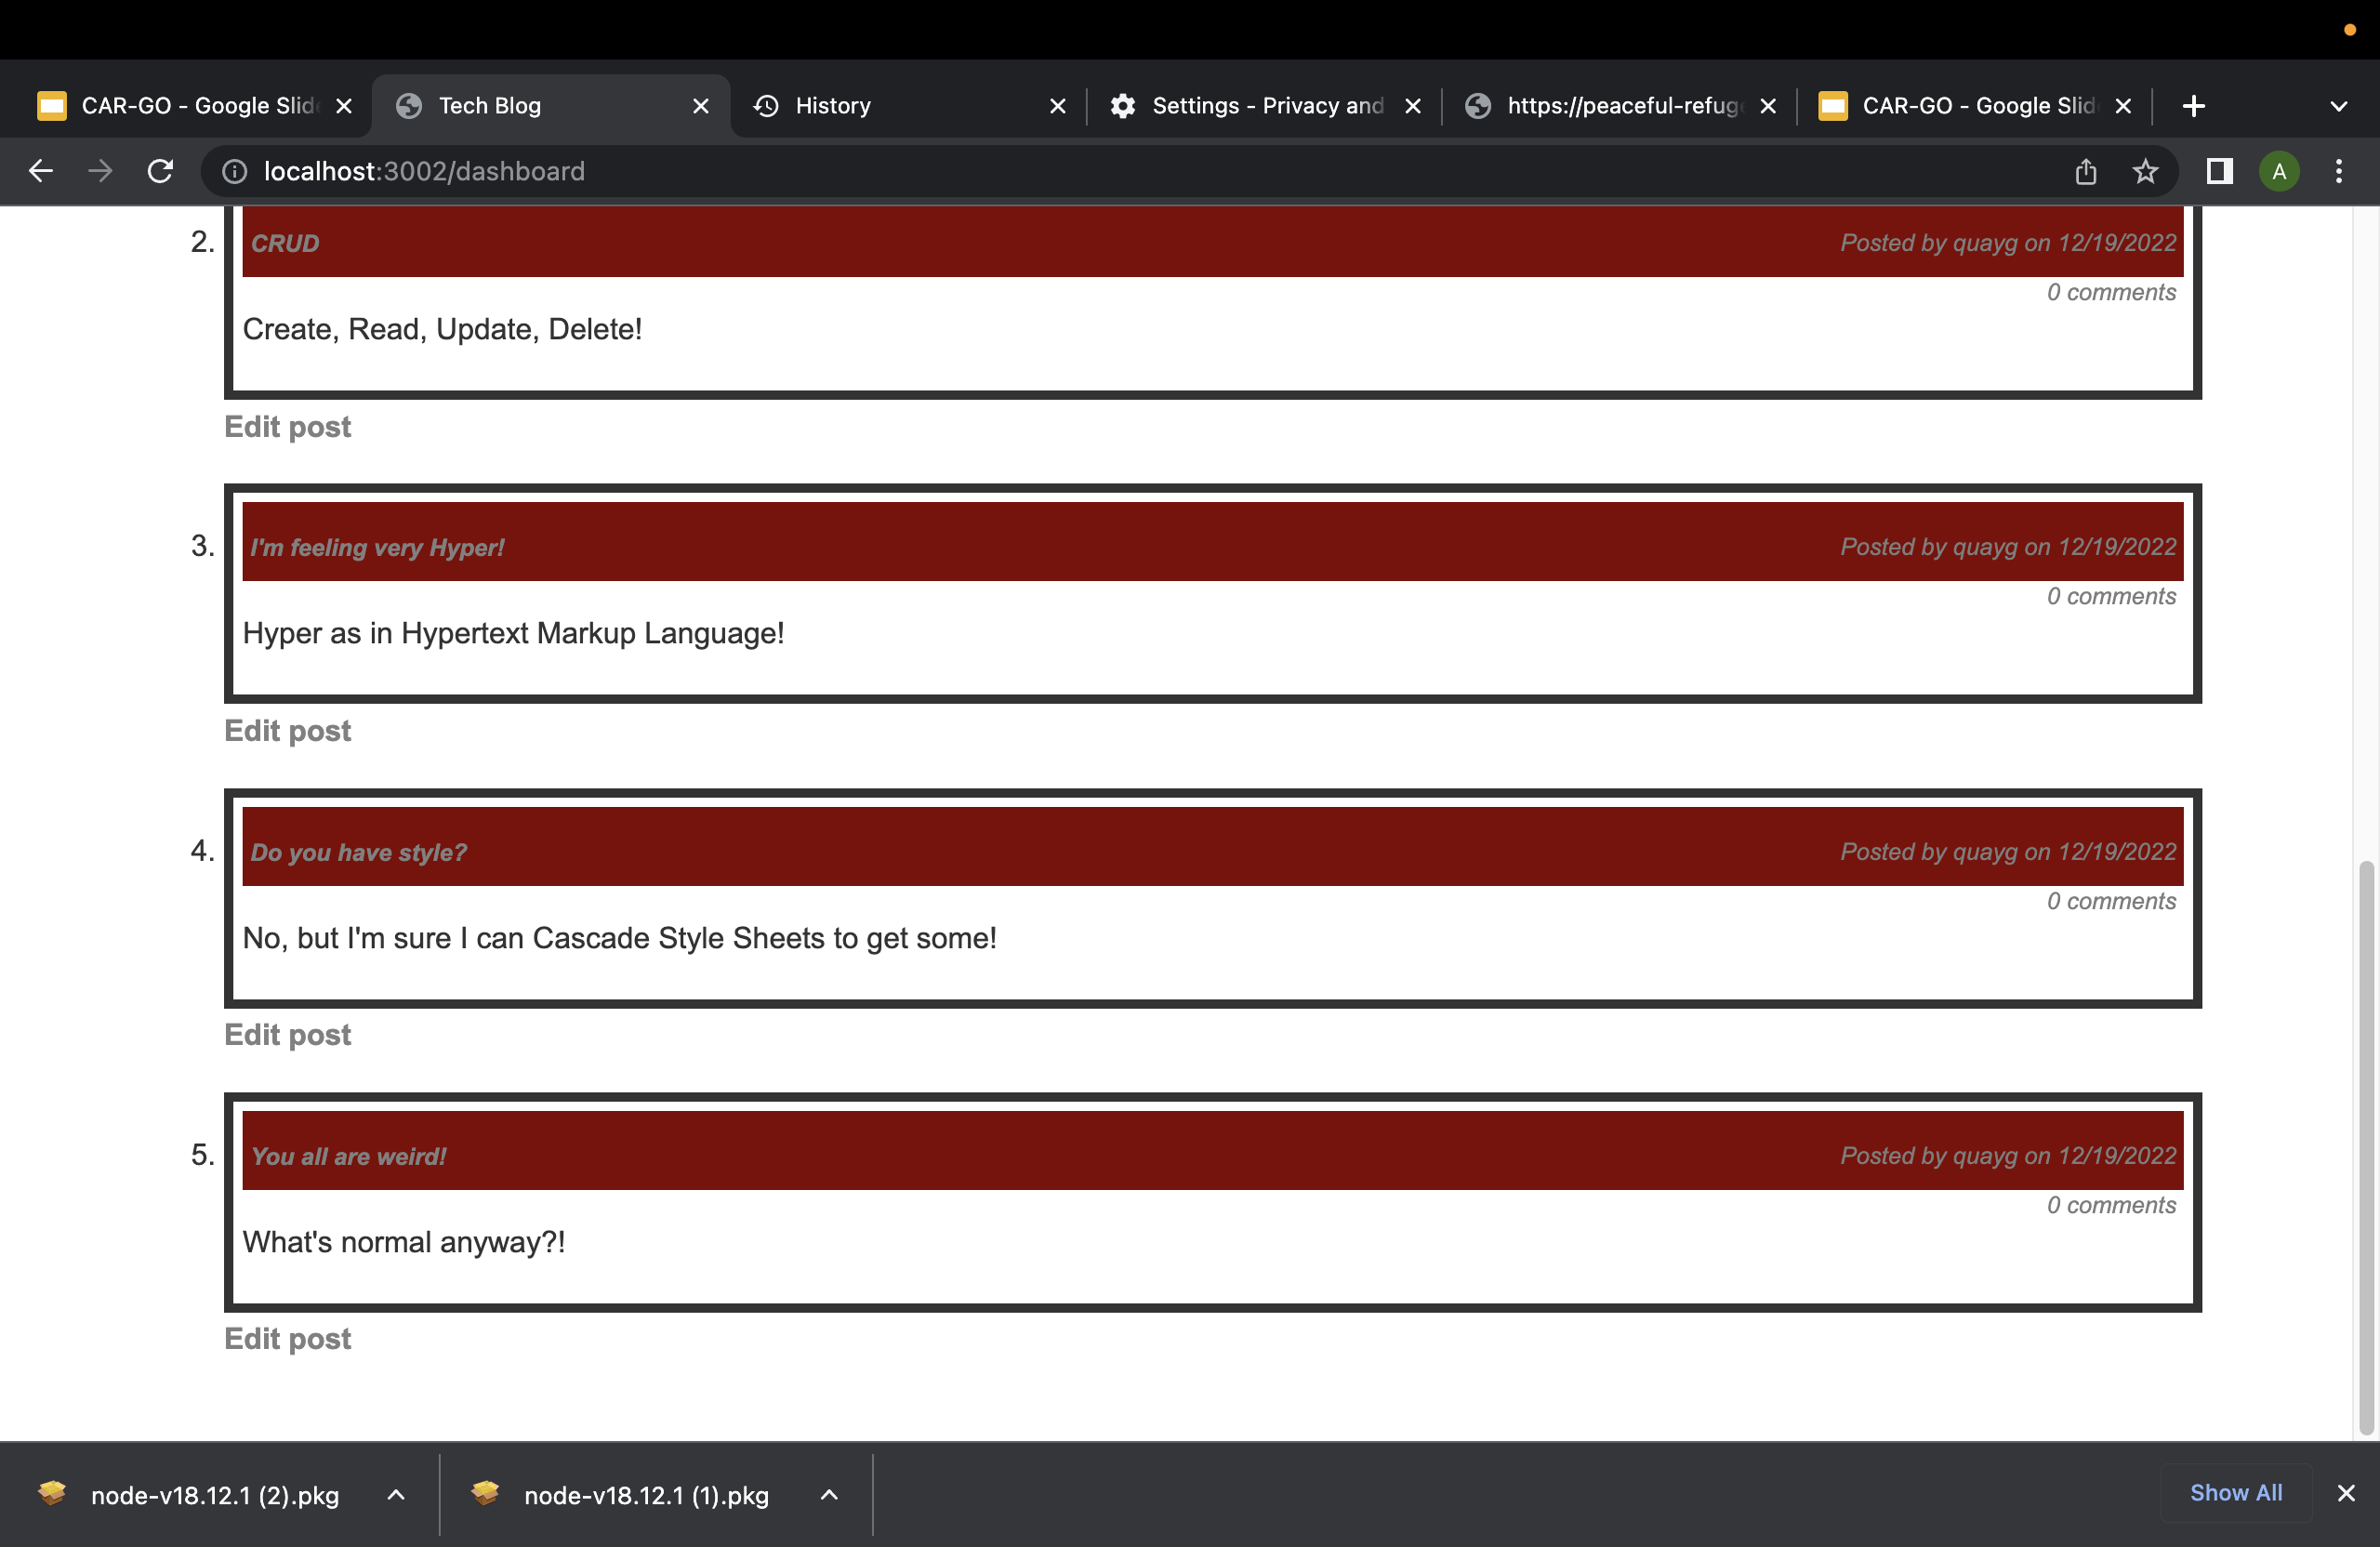 CAR-GO - Google Slid
Tech Blog
History
Settings - Privacy and
https://peaceful-refug
CAR-GO - Google Slid
localhost:3002/dashboard
A
2.
CRUD
Posted by quayg on 12/19/2022
0 comments
Create, Read, Update, Delete!
Edit post
3.
I'm feeling very Hyper!
Posted by quayg on 12/19/2022
0 comments
Hyper as in Hypertext Markup Language!
Edit post
4.
Do you have style?
Posted by quayg on 12/19/2022
0 comments
No, but I'm sure I can Cascade Style Sheets to get some!
Edit post
5.
You all are weird!
Posted by quayg on 12/19/2022
0 comments
What's normal anyway?!
Edit post
node-v18.12.1 (2).pkg
node-v18.12.1 (1).pkg
Show All